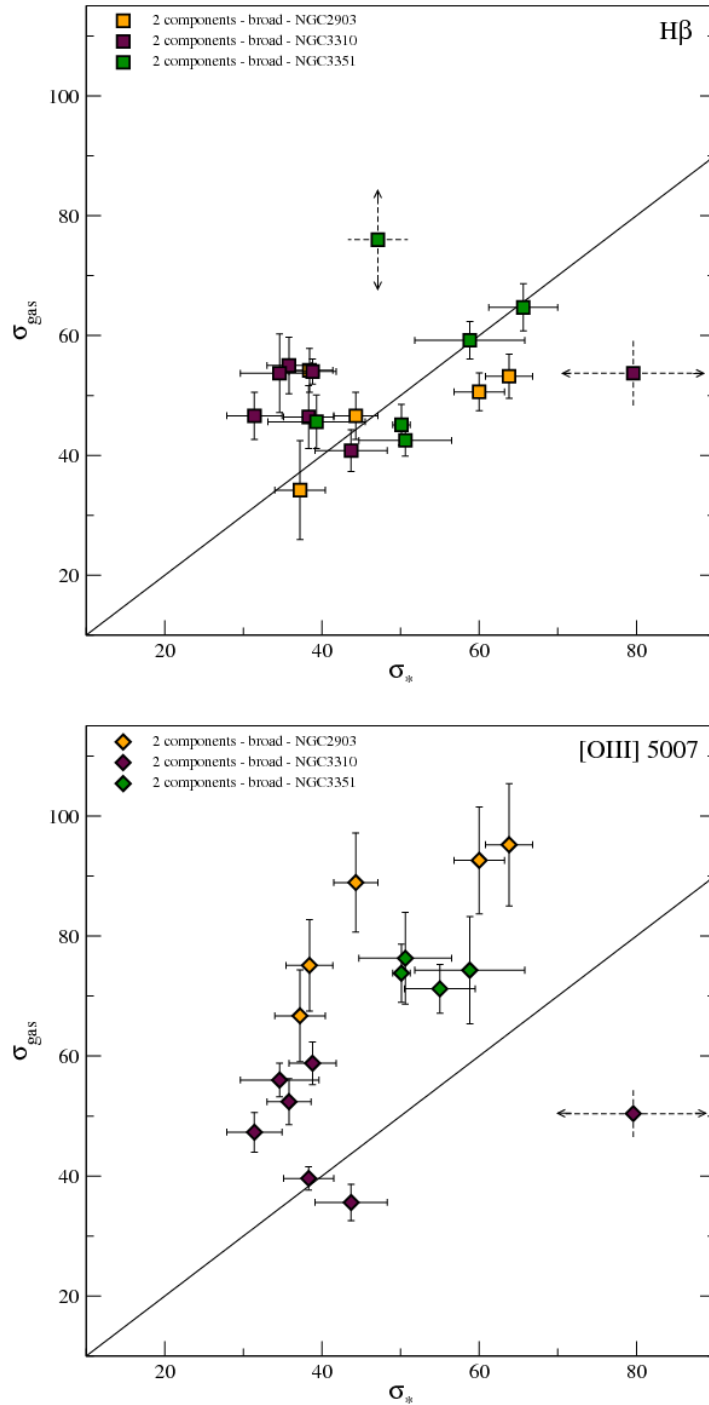 2 components - broad - NGC2903
2 components - broad - NGC3310
2 components - broad - NGC3351
Hβ
100
80
60
40
20
σgas
20
40
60
80
σ*
2 components - broad - NGC2903
2 components - broad - NGC3310
2 components - broad - NGC3351
[OIII] 5007
100
80
60
40
20
σgas
20
40
60
80
σ*